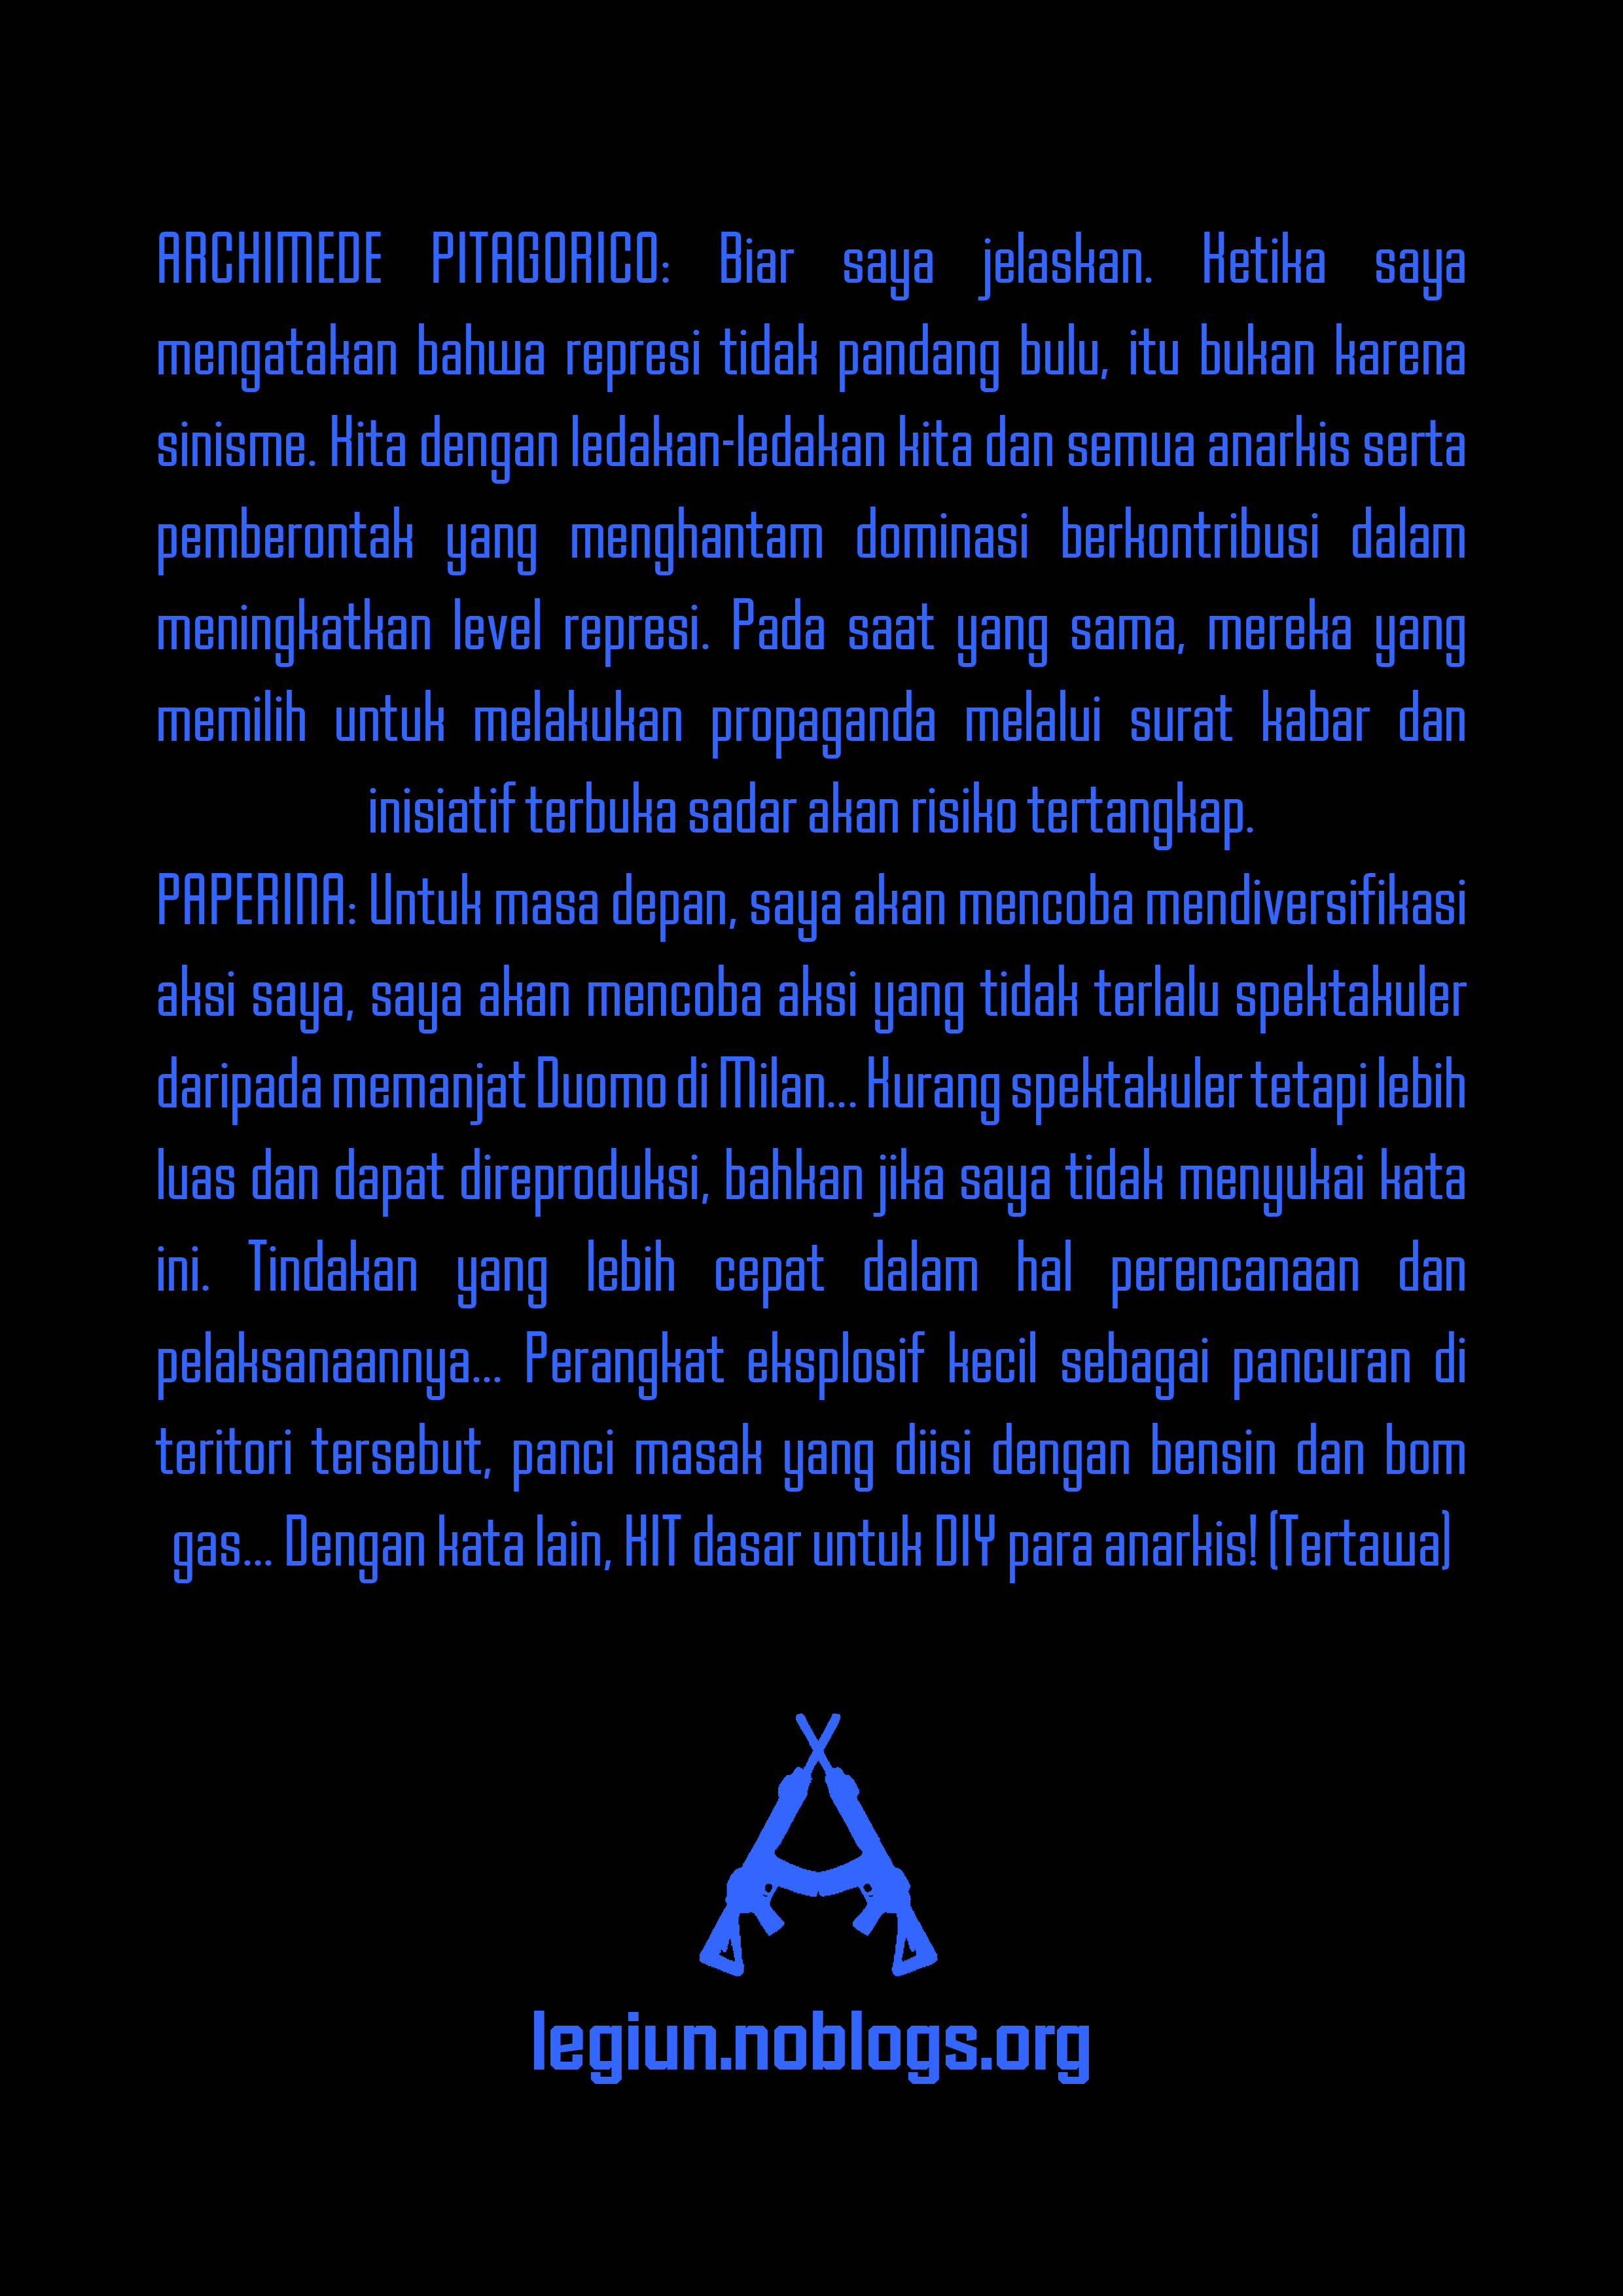 ARCHIMEDE PITAGORICO: Biar saya jelaskan. Ketika saya
mengatakan bahwa represi tidak pandang bulu, itu bukan karena
sinisme. Kita dengan ledakan-ledakan kita dan semua anarkis serta
pemberontak yang menghantam dominasi berkontribusi dalam
meningkatkan level represi. Pada saat yang sama, mereka yang
memilih untuk melakukan propaganda melalui surat kabar dan
inisiatif terbuka sadar akan risiko tertangkap.
PAPERINA: Untuk masa depan, saya akan mencoba mendiversifikasi
aksi saya, saya akan mencoba aksi yang tidak terlalu spektakuler
daripada memanjat Duomo di Milan... Kurang spektakuler tetapi lebih
luas dan dapat direproduksi, bahkan jika saya tidak menyukai kata
ini. Tindakan yang lebih cepat dalam hal perencanaan dan
pelaksanaannya... Perangkat eksplosif kecil sebagai pancuran di
teritori tersebut, panci masak yang diisi dengan bensin dan bom
gas... Dengan kata lain, KIT dasar untuk DIY para anarkis! (Tertawa)
legiun.noblogs.org